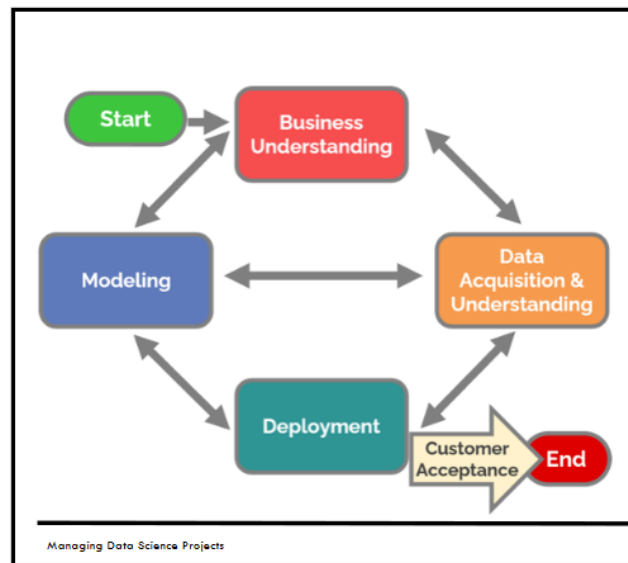 Start
Business
Understanding
Modeling
Data
Acquisition &
Understanding
Deployment
Customer
Acceptance
End
Managing Data Science Projects